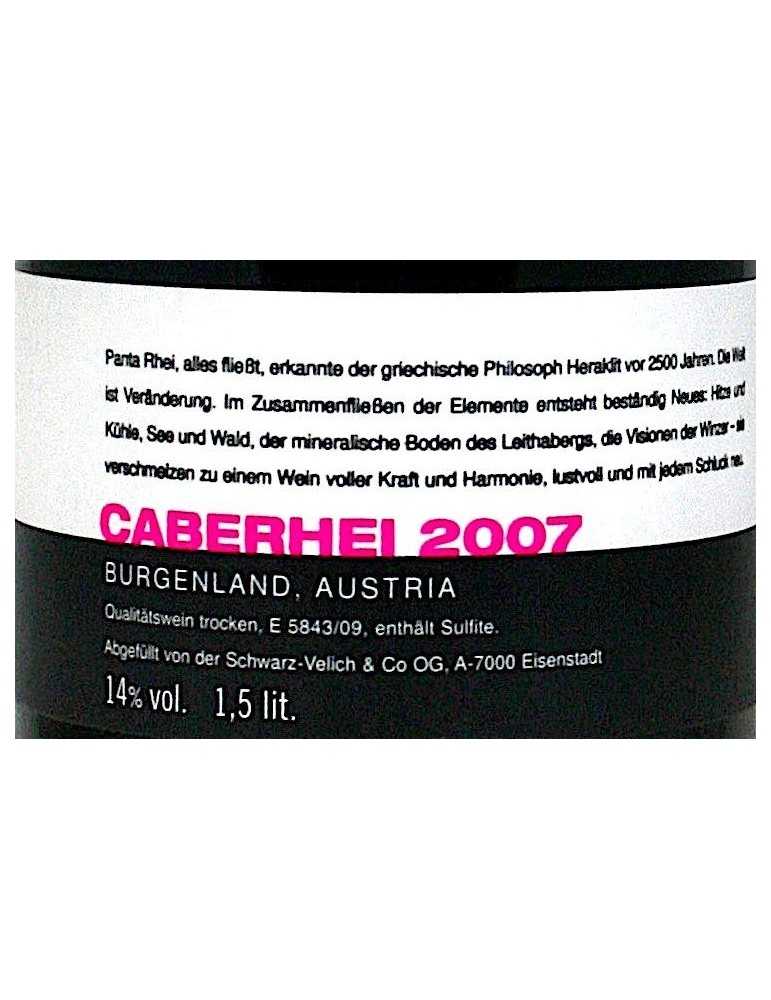 Panta Rhei, alles fließt, erkannte der griechische Philosoph Heraklit vor 2500 Jahren. Die Welt
ist Veränderung. Im Zusammenfließen der Elemente entsteht beständig Neues: Hitze und
Kühle, See und Wald, der mineralische Boden des Leithabergs, die Visionen der Winzer - sie
verschmelzen zu einem Wein voller Kraft und Harmonie, lustvoll und mit jedem Schluck neu.
CABERHEI 2007
BURGENLAND, AUSTRIA
Qualitätswein trocken, E 5843/09, enthält Sulfite.
Abgefüllt von der Schwarz-Velich & Co OG, A-7000 Eisenstadt
14% vol. 1,5 lit.